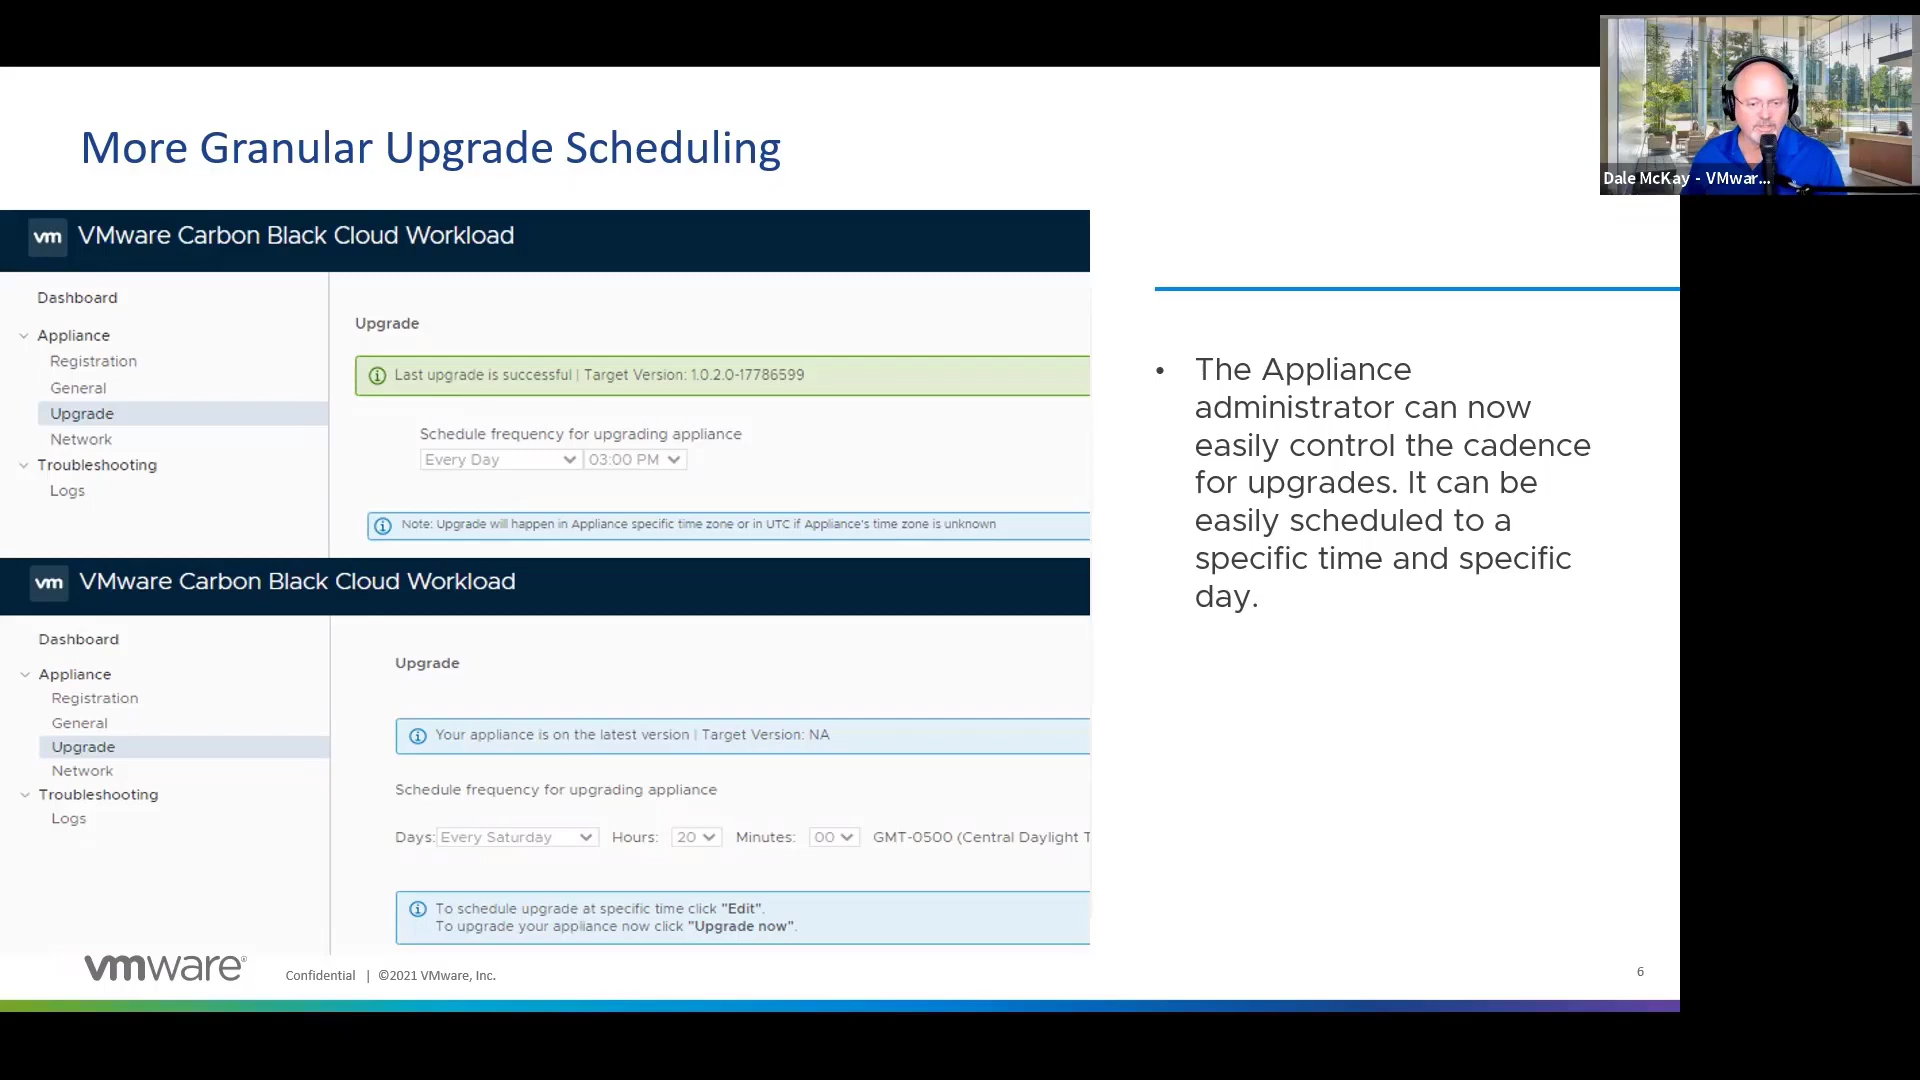 More Granular Upgrade Scheduling
Dale McKay - VMwar...
vm VMware Carbon Black Cloud Workload
Dashboard
Appliance
Registration
General
Upgrade
Network
Troubleshooting
Logs
Upgrade
Last upgrade is successful | Target Version: 1.0.2.0-17786599
Schedule frequency for upgrading appliance
Every Day 03:00 PM
Note: Upgrade will happen in Appliance specific time zone or in UTC if Appliance's time zone is unknown
vm VMware Carbon Black Cloud Workload
Dashboard
Appliance
Registration
General
Upgrade
Network
Troubleshooting
Logs
Upgrade
Your appliance is on the latest version | Target Version: NA
Schedule frequency for upgrading appliance
Days: Every Saturday Hours: 20 Minutes: 00 GMT-0500 (Central Daylight T
To schedule upgrade at specific time click "Edit".
To upgrade your appliance now click "Upgrade now".
• The Appliance
administrator can now
easily control the cadence
for upgrades. It can be
easily scheduled to a
specific time and specific
day.
vmware® Confidential | ©2021 VMware, Inc.
6